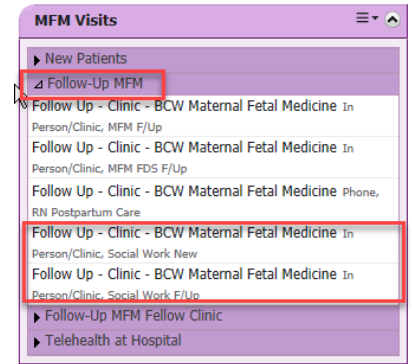 MFM Visits
New Patients
Follow-Up MFM
Follow Up - Clinic - BCW Maternal Fetal Medicine In
Person/Clinic, MFM F/Up
Follow Up - Clinic - BCW Maternal Fetal Medicine In
Person/Clinic, MFM FDS F/Up
Follow Up - Clinic - BCW Maternal Fetal Medicine Phone,
RN Postpartum Care
Follow Up - Clinic - BCW Maternal Fetal Medicine In
Person/Clinic, Social Work New
Follow Up - Clinic - BCW Maternal Fetal Medicine In
Person/Clinic, Social Work F/Up
Follow-Up MFM Fellow Clinic
Telehealth at Hospital